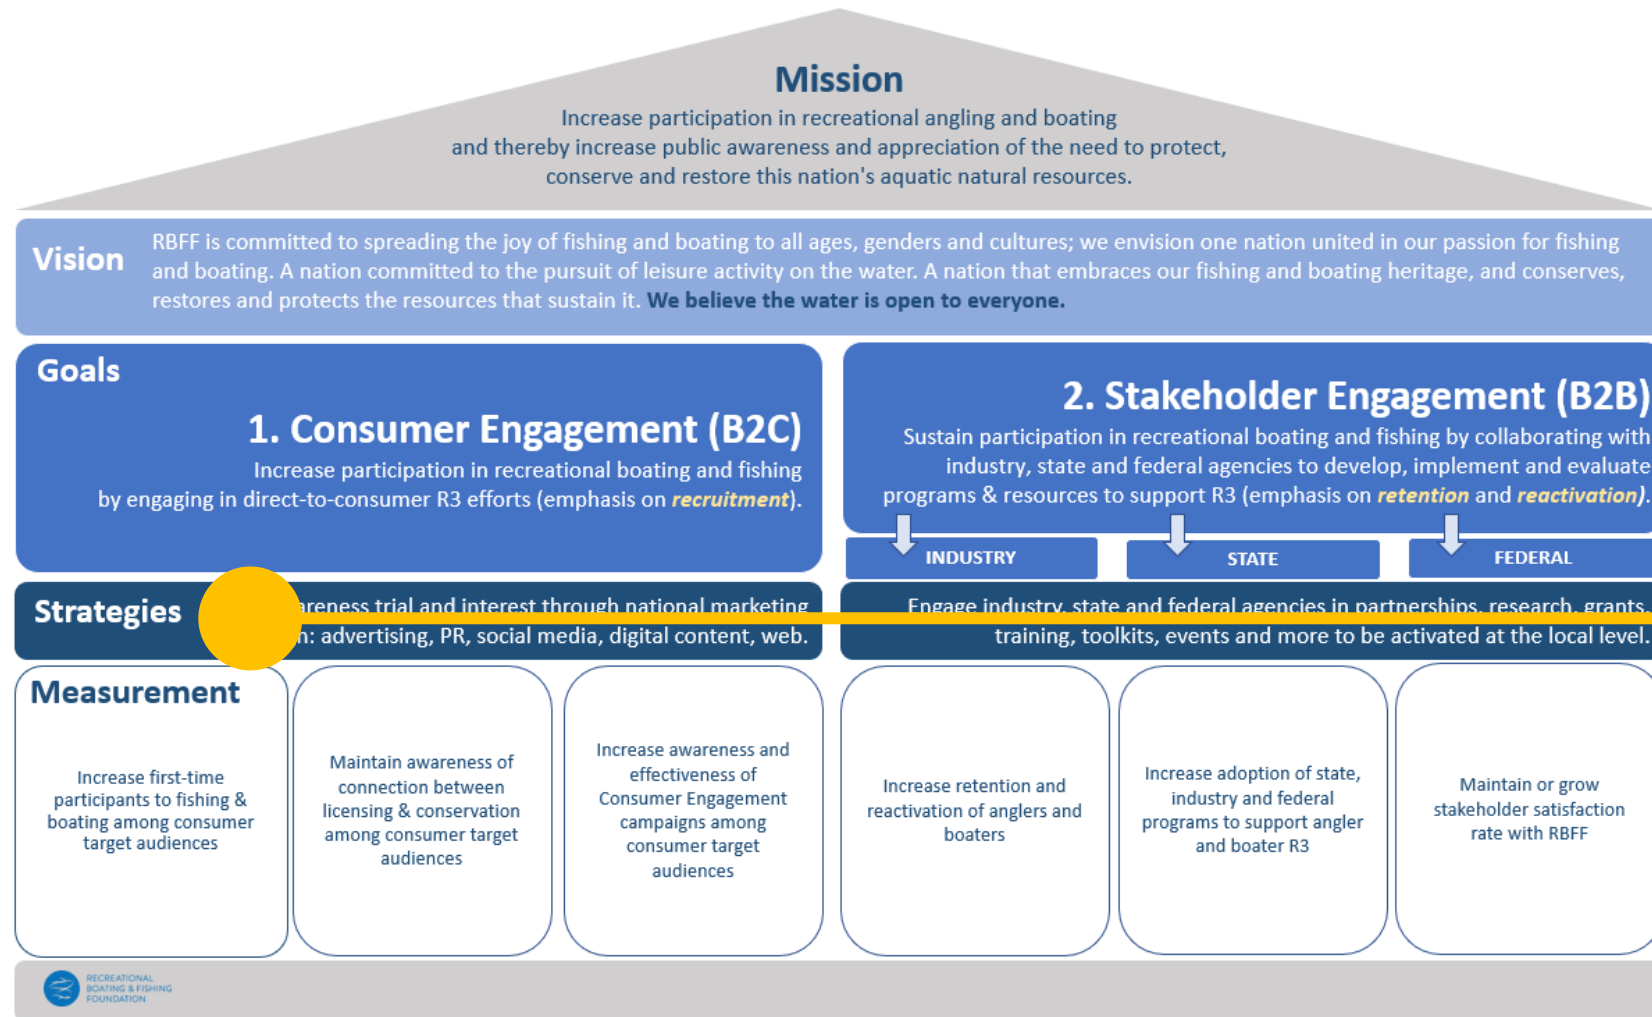 Mission
Increase participation in recreational angling and boating
and thereby increase public awareness and appreciation of the need to protect,
conserve and restore this nation's aquatic natural resources.
Vision
RBFF is committed to spreading the joy of fishing and boating to all ages, genders and cultures; we envision one nation united in our passion for fishing
and boating. A nation committed to the pursuit of leisure activity on the water. A nation that embraces our fishing and boating heritage, and conserves,
restores and protects the resources that sustain it. We believe the water is open to everyone.
Goals
1. Consumer Engagement (B2C)
Increase participation in recreational boating and fishing
by engaging in direct-to-consumer R3 efforts (emphasis on recruitment).
2. Stakeholder Engagement (B2B)
Sustain participation in recreational boating and fishing by collaborating with
industry, state and federal agencies to develop, implement and evaluate
programs & resources to support R3 (emphasis on retention and reactivation).
INDUSTRY
STATE
FEDERAL
Strategies
trial and interest through national marketing
advertising, PR, social media, digital content, web.
Engage industry, state and federal agencies in partnerships, research, grants,
training, toolkits, events and more to be activated at the local level.
Measurement
Increase first-time
participants to fishing &
boating among consumer
target audiences
Maintain awareness of
connection between
licensing & conservation
among consumer target
audiences
Increase awareness and
effectiveness of
Consumer Engagement
campaigns among
consumer target
audiences
Increase retention and
reactivation of anglers and
boaters
Increase adoption of state,
industry and federal
programs to support angler
and boater R3
Maintain or grow
stakeholder satisfaction
rate with RBFF
RECREATIONAL
BOATING & FISHING
FOUNDATION